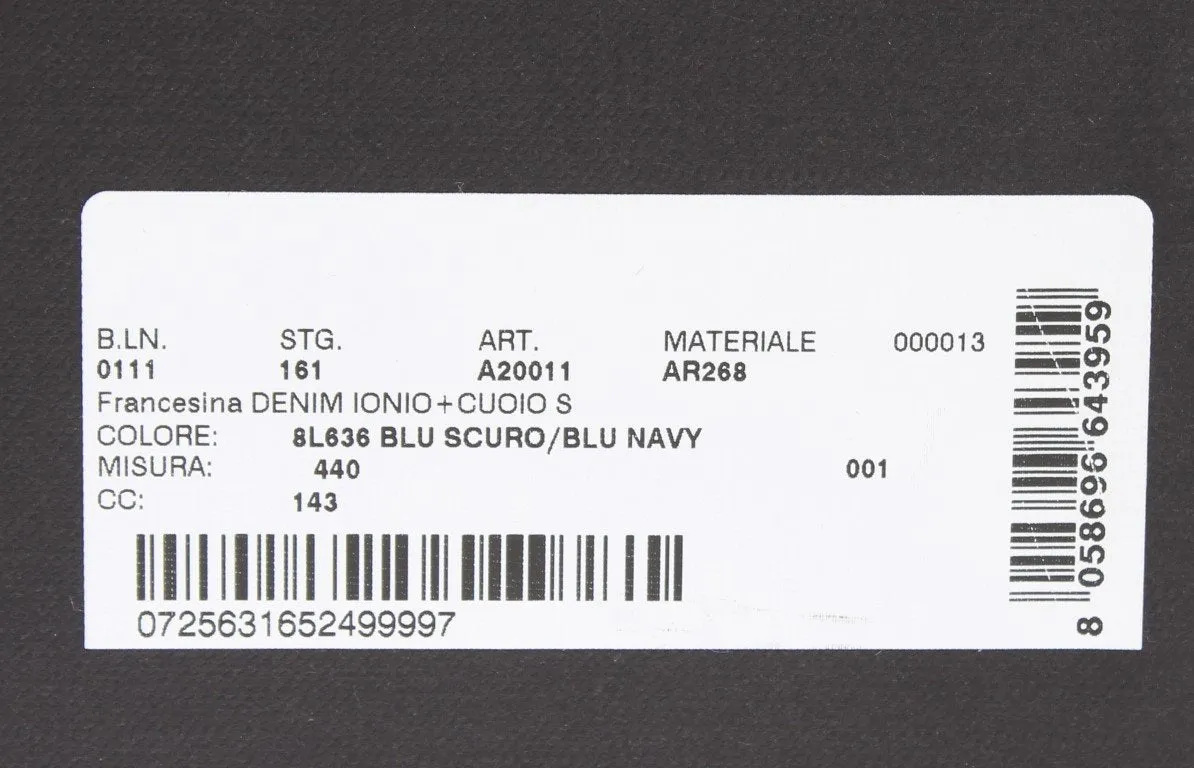 B.LN. STG. ART. MATERIALE 000013
0111 161 A20011 AR268
Francesina DENIM IONIO+CUOIO S
COLORE: 8L636 BLU SCURO/BLU NAVY
MISURA: 440 001
CC: 143
0725631652499997
8 058696 643959